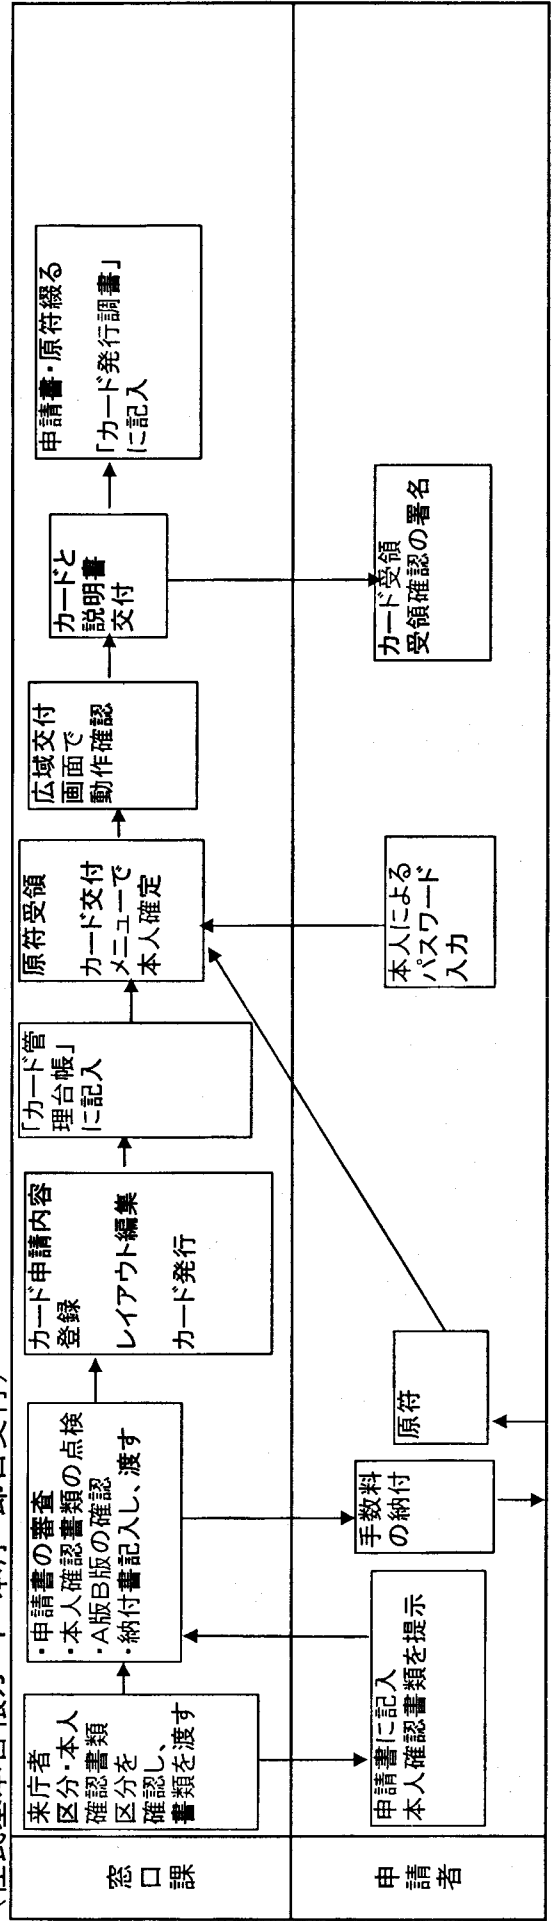 窓口課
来庁者
区分・本人
確認書類
区分を
確認し、
書類を渡す
・申請書の審査
・本人確認書類の点検
・A版B版の確認
・納付書記入し、渡す
カード申請内容
登録
レイアウト編集
カード発行
「カード管
理台帳」
に記入
原符受領
カード交付
メニューで
本人確定
広域交付
画面で
動作確認
カードと
説明書
交付
申請書・原符綴る
「カード発行調書」
に記入
申請者
申請書に記入
本人確認書類を提示
手数料
の納付
原符
本人による
パスワード
入力
カード受領
受領確認の署名